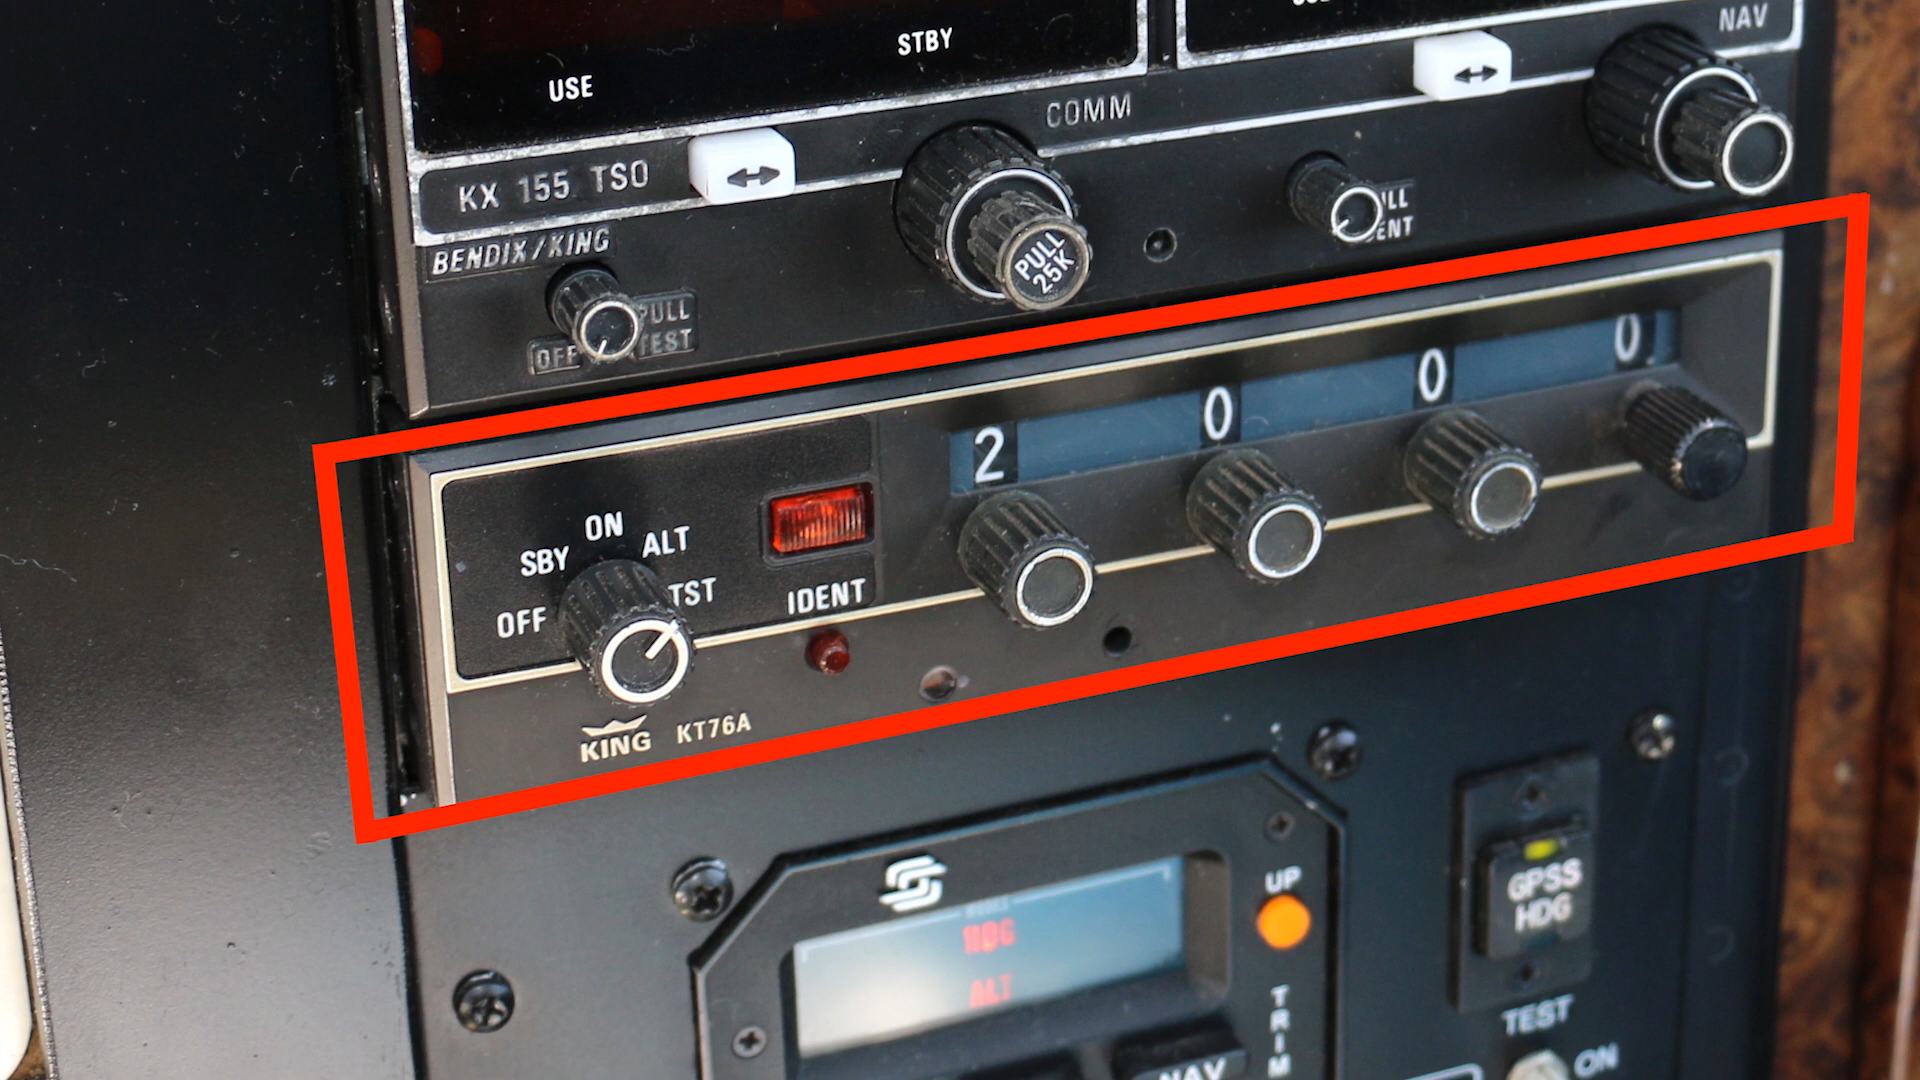 NAV
STBY
USE
COMM
KX 155 TSO
BENDIX/KING
PULL
25K
PULL
TEST
OFF
2 0 0 0
ON
SBY
ALT
OFF
TST
IDENT
KING KT76A
UP
HDG
ALT
TRIM
GPSS
HDG
TEST
NAV
ON